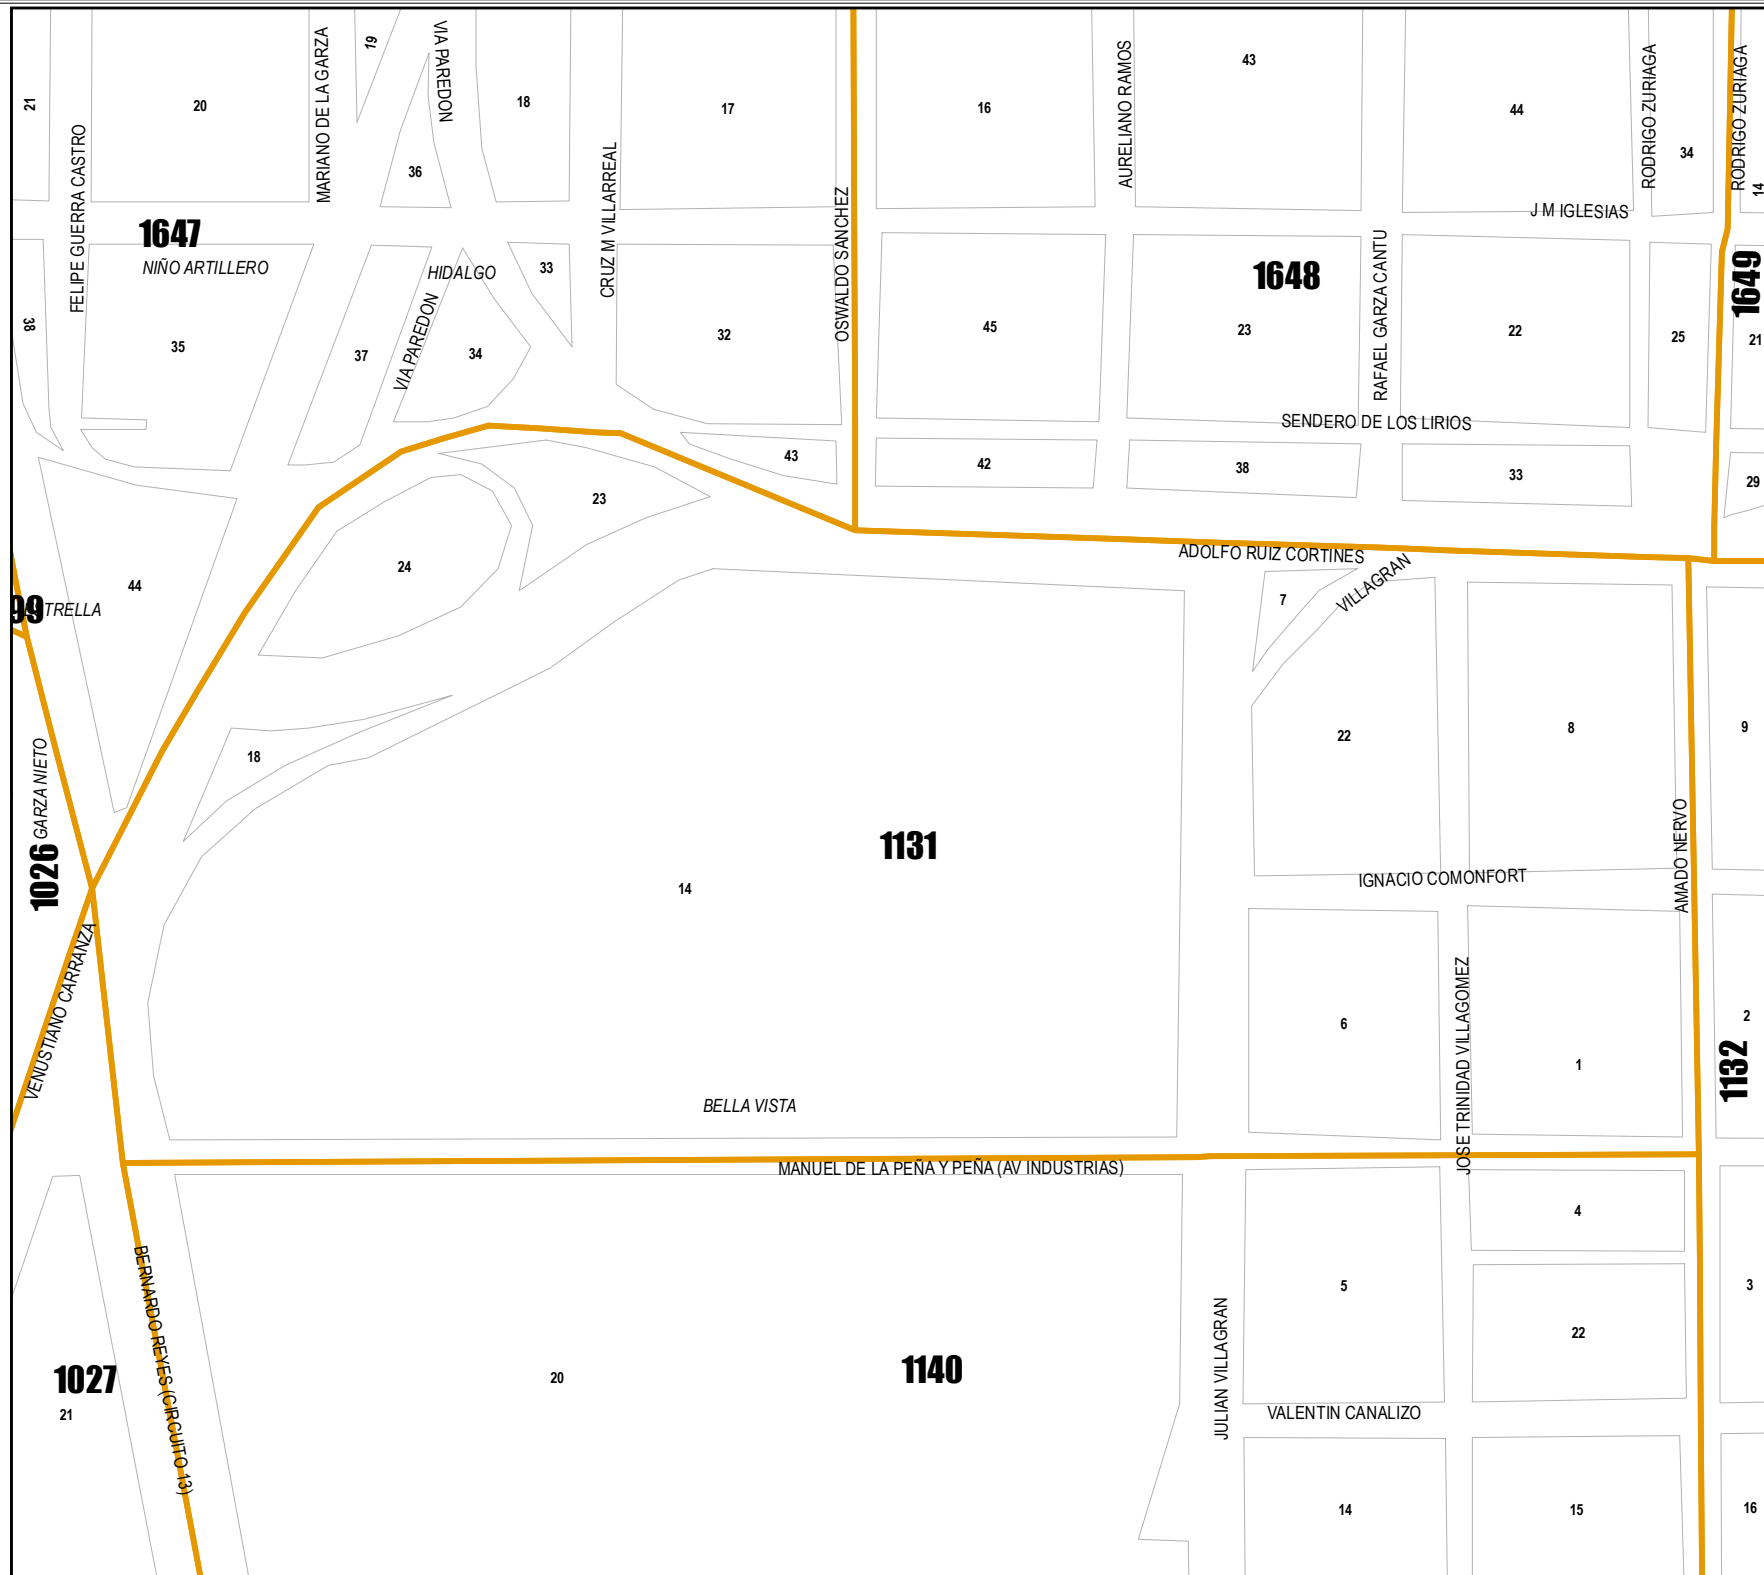 19
VIA PAREDON
MARIANO DE LA GARZA
AURELIANO RAMOS
43
RODRIGO ZURIAGA
RODRIGO ZURIAGA
21
20
18
17
16
44
FELIPE GUERRA CASTRO
36
CRUZ M VILLARREAL
34
14
OSWALDO SANCHEZ
J M IGLESIAS
1647
NIÑO ARTILLERO
HIDALGO
33
1648
RAFAEL GARZA CANTU
1649
38
35
37
VIA PAREDON
34
32
45
23
22
25
21
SENDERO DE LOS LIRIOS
43
42
38
33
29
23
ADOLFO RUIZ CORTINES
24
44
7
VILLAGRAN
99
TRELLA
GARZA NIETO
18
22
8
9
1026
1131
14
IGNACIO COMONFORT
AMADO NERVO
VENUSTIANO CARRANZA
6
JOSE TRINIDAD VILLAGOMEZ
1
2
1132
BELLA VISTA
MANUEL DE LA PEÑA Y PEÑA (AV INDUSTRIAS)
4
5
3
BERNARDO REYES (CIRCUITO 13)
22
JULIAN VILLAGRAN
1027
21
20
1140
VALENTIN CANALIZO
14
15
16